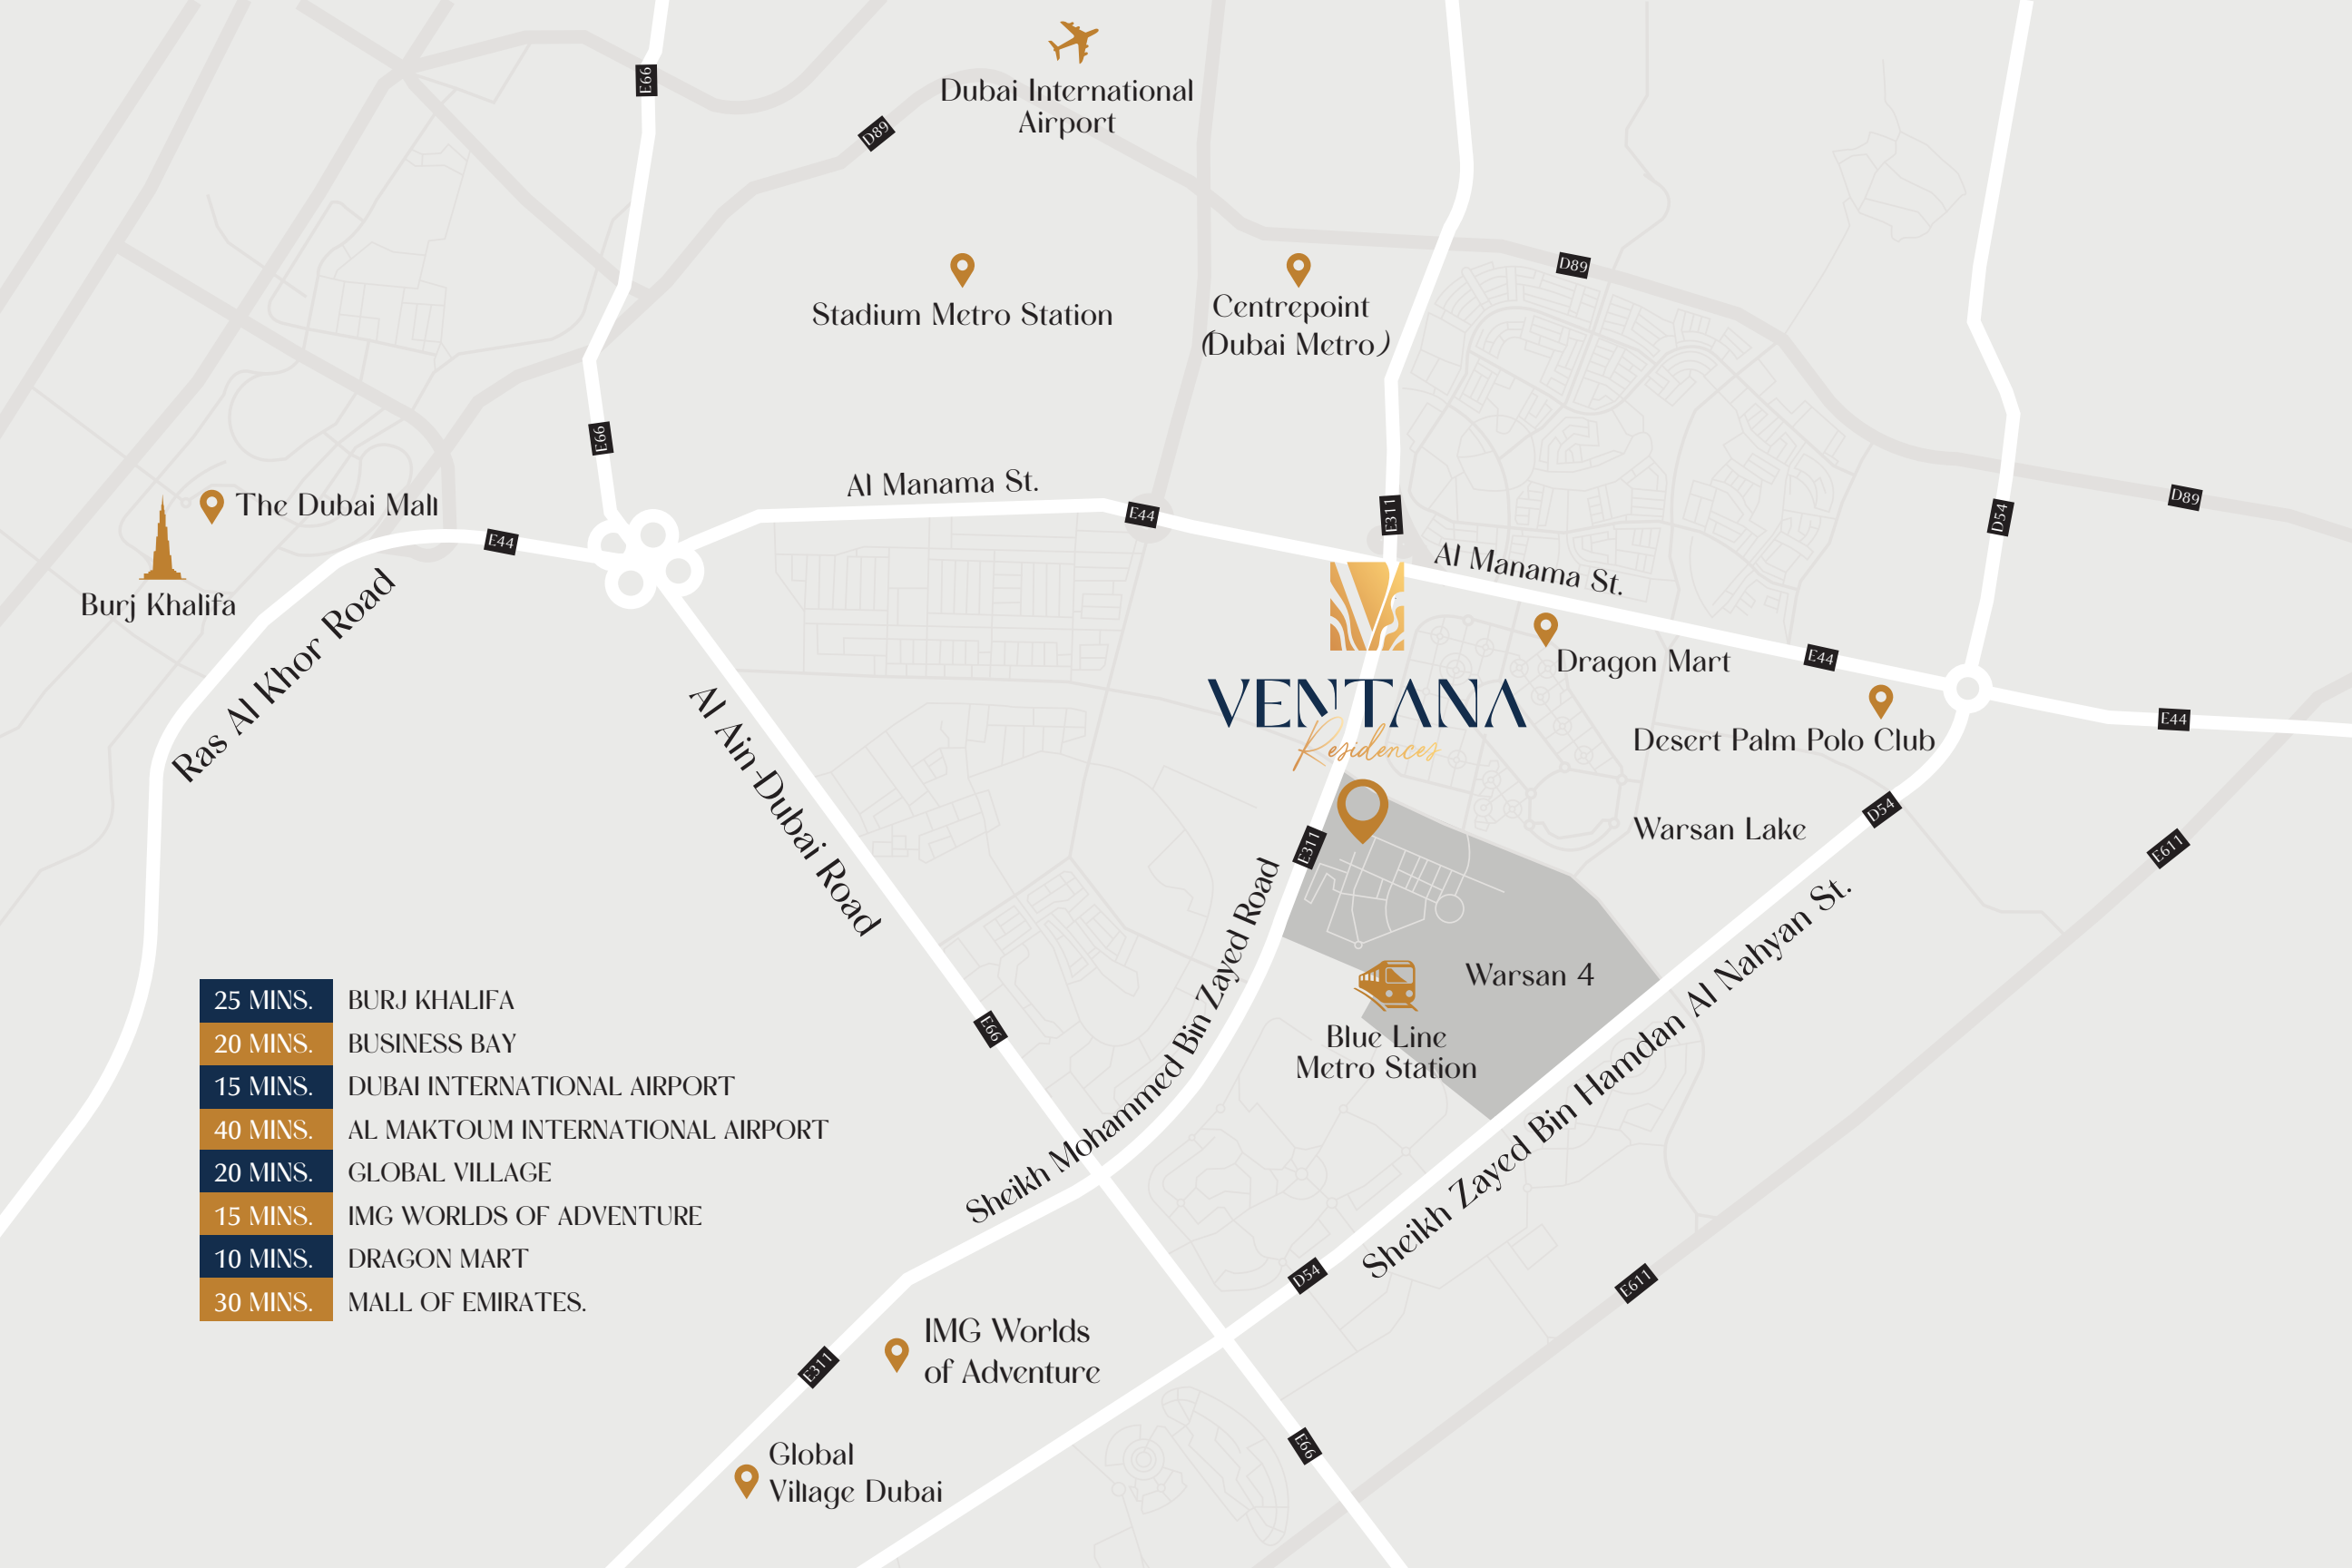 E66
Dubai International
Airport
D89
D89
Stadium Metro Station
Centrepoint
(Dubai Metro)
E66
The Dubai Mall
Burj Khalifa
E44
Al Manama St.
E44
E311
Al Manama St.
D54
D89
Ras Al Khor Road
Al Ain-Dubai Road
VENTANA
Residences
Dragon Mart
E44
Desert Palm Polo Club
E44
Warsan Lake
D54
E611
E311
Sheikh Mohammed Bin Zayed Road
Warsan 4
Blue Line
Metro Station
Sheikh Zayed Bin Hamdan Al Nahyan St.
E66
25 MINS. BURJ KHALIFA
20 MINS. BUSINESS BAY
15 MINS. DUBAI INTERNATIONAL AIRPORT
40 MINS. AL MAKTOUM INTERNATIONAL AIRPORT
20 MINS. GLOBAL VILLAGE
15 MINS. IMG WORLDS OF ADVENTURE
10 MINS. DRAGON MART
30 MINS. MALL OF EMIRATES.
D54
E611
E311
IMG Worlds
of Adventure
E66
Global
Village Dubai